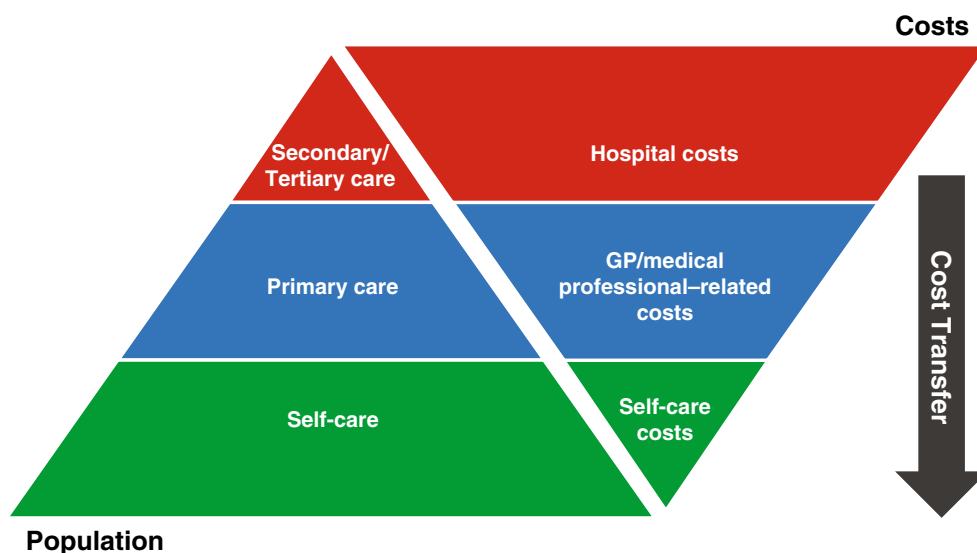 Costs
Secondary/
Tertiary care
Hospital costs
Primary care
GP/medical
professional–related
costs
Self-care
Self-care
costs
Cost Transfer
Population